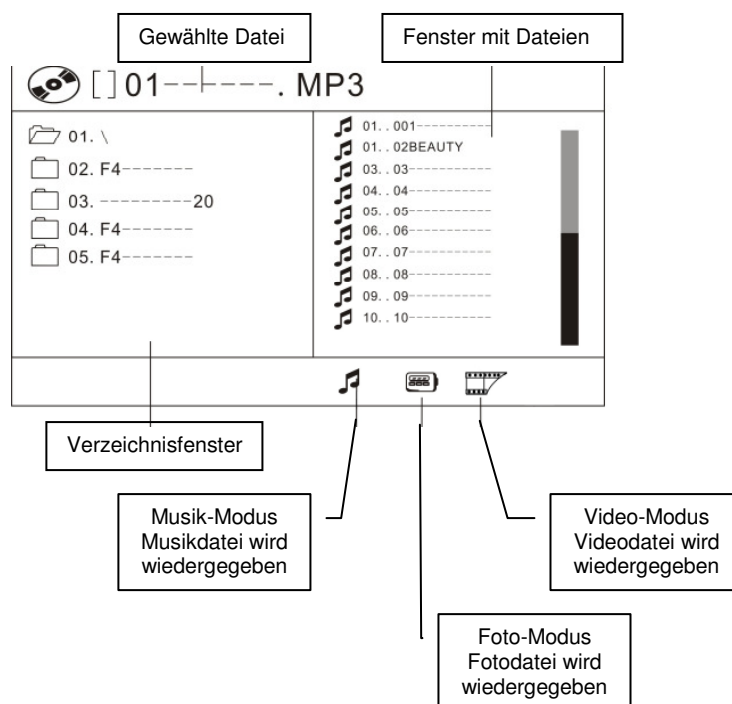 Gewählte Datei
Fenster mit Dateien
[ ] 01-------. MP3
01. \
02. F4-------
03. ----------20
04. F4-------
05. F4-------
01. . 001-----------
01. . 02BEAUTY
03. . 03-----------
04. . 04-----------
05. . 05-----------
06. . 06-----------
07. . 07-----------
08. . 08-----------
09. . 09-----------
10. . 10-----------
Verzeichnisfenster
Musik-Modus
Musikdatei wird
wiedergegeben
Video-Modus
Videodatei wird
wiedergegeben
Foto-Modus
Fotodatei wird
wiedergegeben